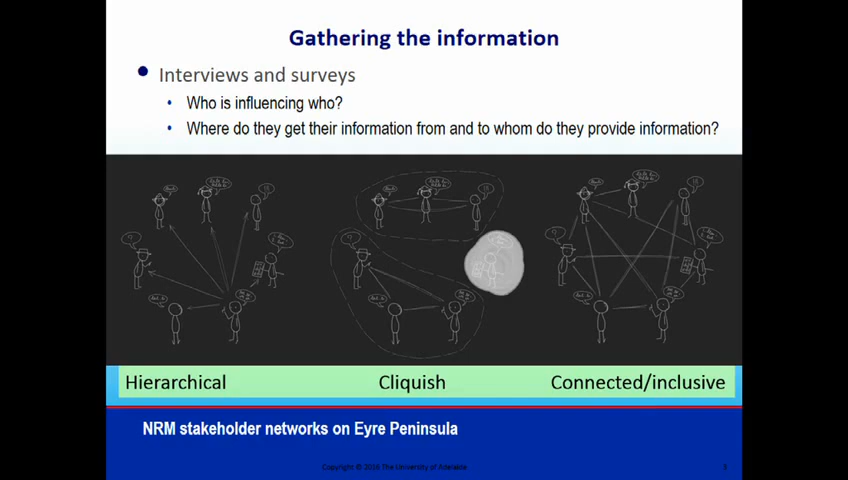 Gathering the information
Interviews and surveys
Who is influencing who?
Where do they get their information from and to whom do they provide information?
Hierarchical
Cliquish
Connected/inclusive
NRM stakeholder networks on Eyre Peninsula
Copyright © 2016 The University of Adelaide
3